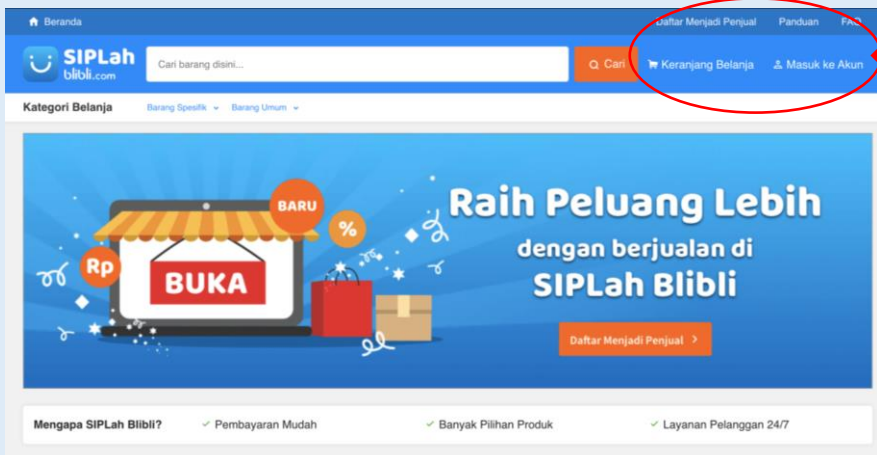 Beranda
Daftar Menjadi Penjual Panduan FAQ
SIPLah
blibli.com
Cari barang disini...
Cari
Keranjang Belanja
Masuk ke Akun
Kategori Belanja Barang Spesifik Barang Umum
BARU
%
Rp
BUKA
Raih Peluang Lebih
dengan berjualan di
SIPLah Blibli
Daftar Menjadi Penjual
Mengapa SIPLah Blibli? Pembayaran Mudah Banyak Pilihan Produk Layanan Pelanggan 24/7